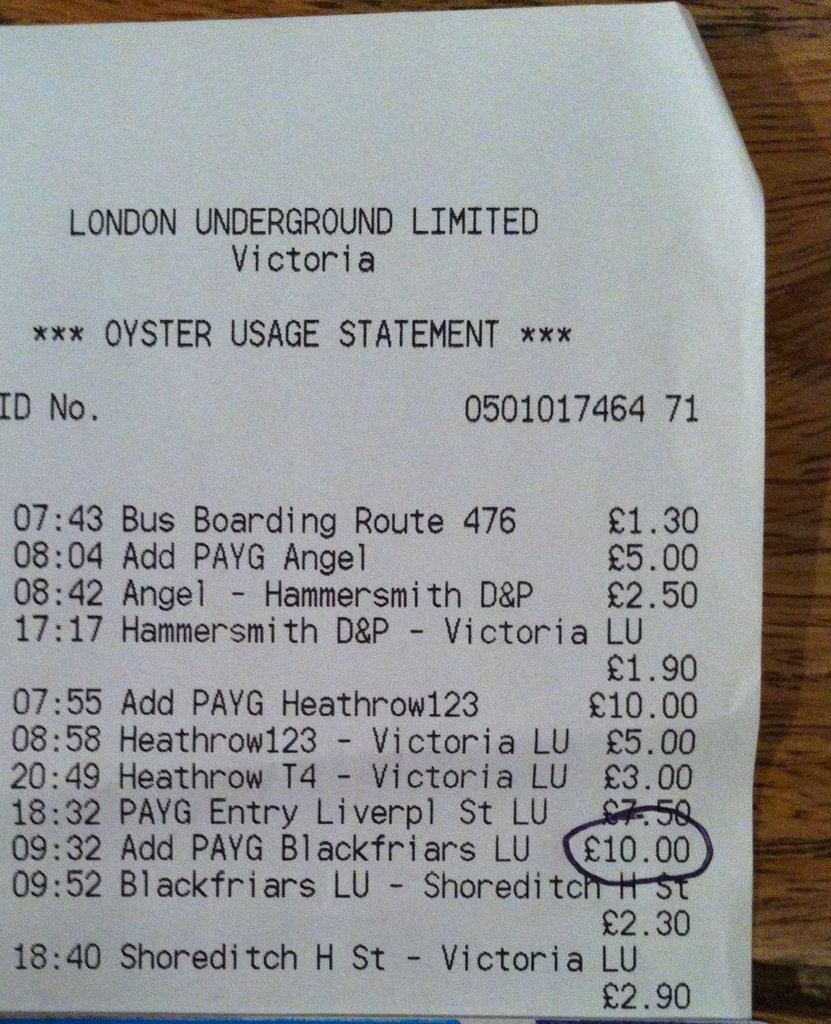 LONDON UNDERGROUND LIMITED
Victoria
*** OYSTER USAGE STATEMENT ***
ID No. 0501017464 71
07:43 Bus Boarding Route 476 £1.30
08:04 Add PAYG Angel £5.00
08:42 Angel - Hammersmith D&P £2.50
17:17 Hammersmith D&P - Victoria LU
£1.90
07:55 Add PAYG Heathrow123 £10.00
08:58 Heathrow123 - Victoria LU £5.00
20:49 Heathrow T4 - Victoria LU £3.00
18:32 PAYG Entry Liverpl St LU £7.50
09:32 Add PAYG Blackfriars LU £10.00
09:52 Blackfriars LU - Shoreditch H St
£2.30
18:40 Shoreditch H St - Victoria LU
£2.90